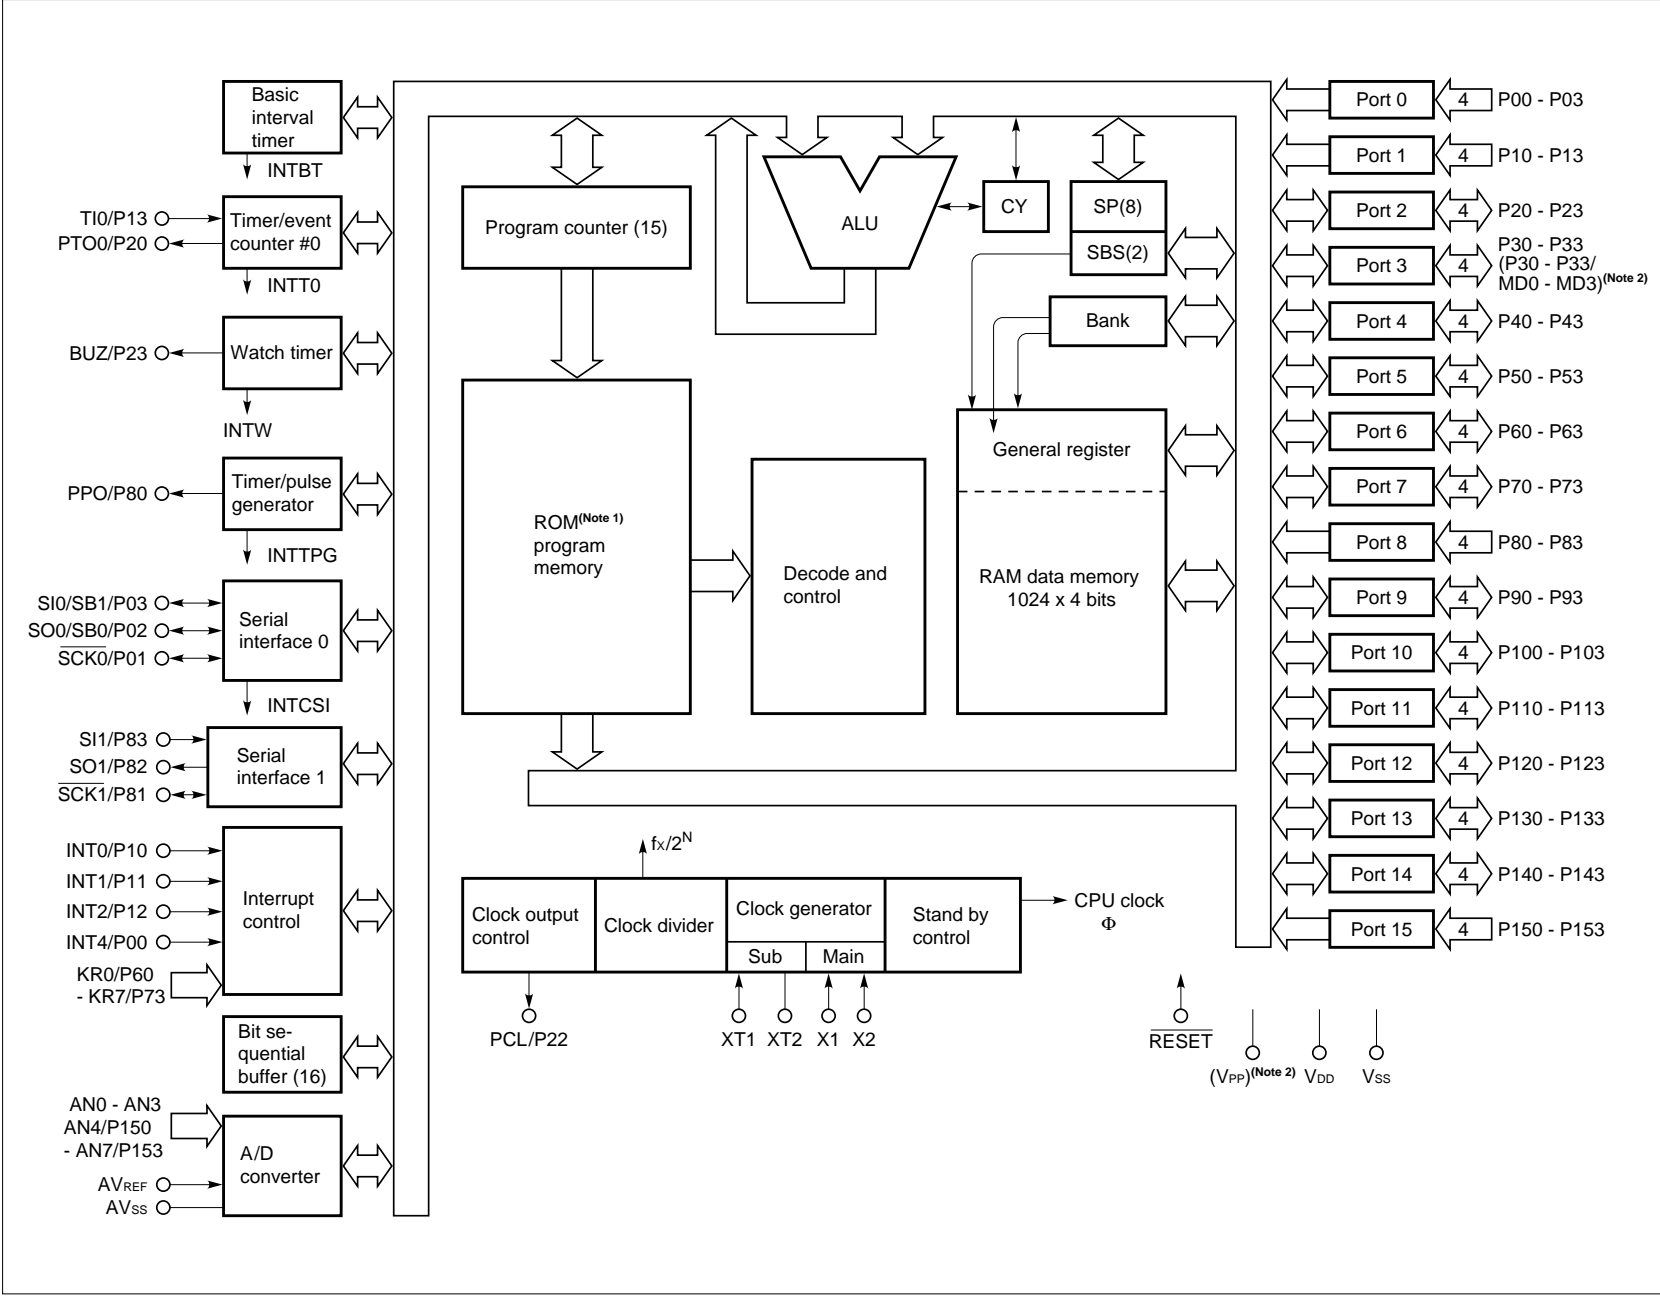 Basic
interval
timer
INTBT
TI0/P13
PTO0/P20
Timer/event
counter #0
INTT0
BUZ/P23
Watch timer
INTW
PPO/P80
Timer/pulse
generator
INTTPG
SI0/SB1/P03
SO0/SB0/P02
SCK0/P01
Serial
interface 0
INTCSI
SI1/P83
SO1/P82
SCK1/P81
Serial
interface 1
INT0/P10
INT1/P11
INT2/P12
INT4/P00
KR0/P60
- KR7/P73
Interrupt
control
Bit se-
quential
buffer (16)
AN0 - AN3
AN4/P150
- AN7/P153
AVREF
AVSS
A/D
converter
Program counter (15)
ALU
CY
SP(8)
SBS(2)
Bank
ROM(Note 1)
program
memory
Decode and
control
General register
RAM data memory
1024 x 4 bits
fX/2N
Clock output
control
Clock divider
Clock generator
Sub
Main
Stand by
control
CPU clock
Φ
PCL/P22
XT1
XT2
X1
X2
RESET
(VPP)(Note 2)
VDD
VSS
Port 0
4
P00 - P03
Port 1
4
P10 - P13
Port 2
4
P20 - P23
Port 3
4
P30 - P33
(P30 - P33/
MD0 - MD3)(Note 2)
Port 4
4
P40 - P43
Port 5
4
P50 - P53
Port 6
4
P60 - P63
Port 7
4
P70 - P73
Port 8
4
P80 - P83
Port 9
4
P90 - P93
Port 10
4
P100 - P103
Port 11
4
P110 - P113
Port 12
4
P120 - P123
Port 13
4
P130 - P133
Port 14
4
P140 - P143
Port 15
4
P150 - P153